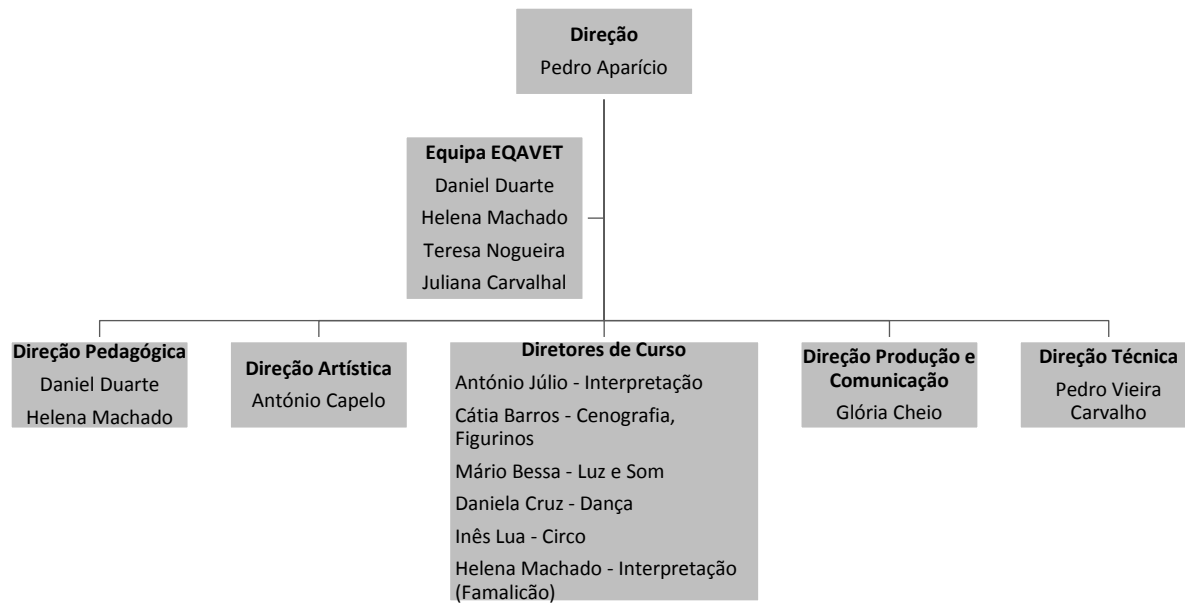 Direção
Pedro Aparício
Equipa EQAVET
Daniel Duarte
Helena Machado
Teresa Nogueira
Juliana Carvalhal
Direção Pedagógica
Daniel Duarte
Helena Machado
Direção Artística
António Capelo
Diretores de Curso
António Júlio - Interpretação
Cátia Barros - Cenografia,
Figurinos
Mário Bessa - Luz e Som
Daniela Cruz - Dança
Inês Lua - Circo
Helena Machado - Interpretação
(Famalicão)
Direção Produção e
Comunicação
Glória Cheio
Direção Técnica
Pedro Vieira
Carvalho